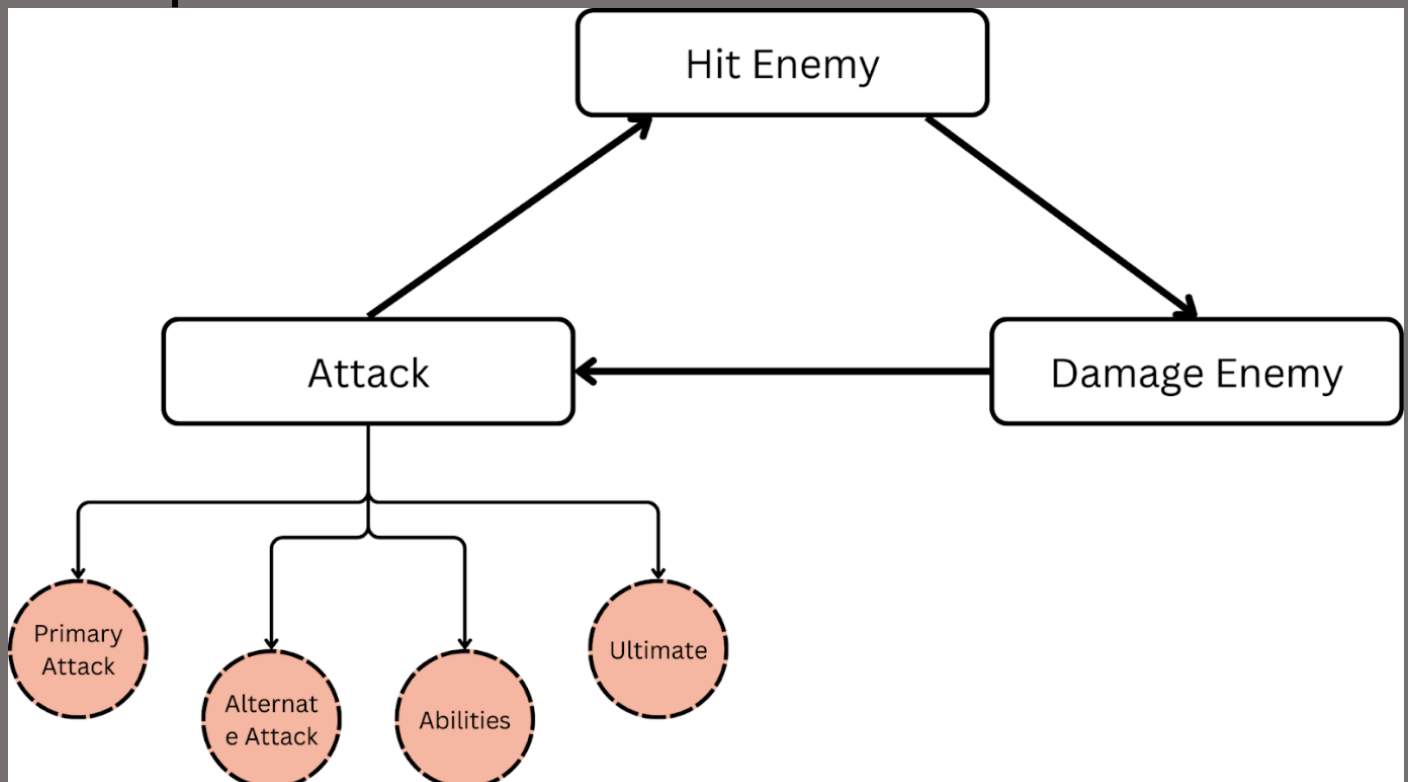 Hit Enemy
Attack
Damage Enemy
Primary
Attack
Alternat
e Attack
Abilities
Ultimate